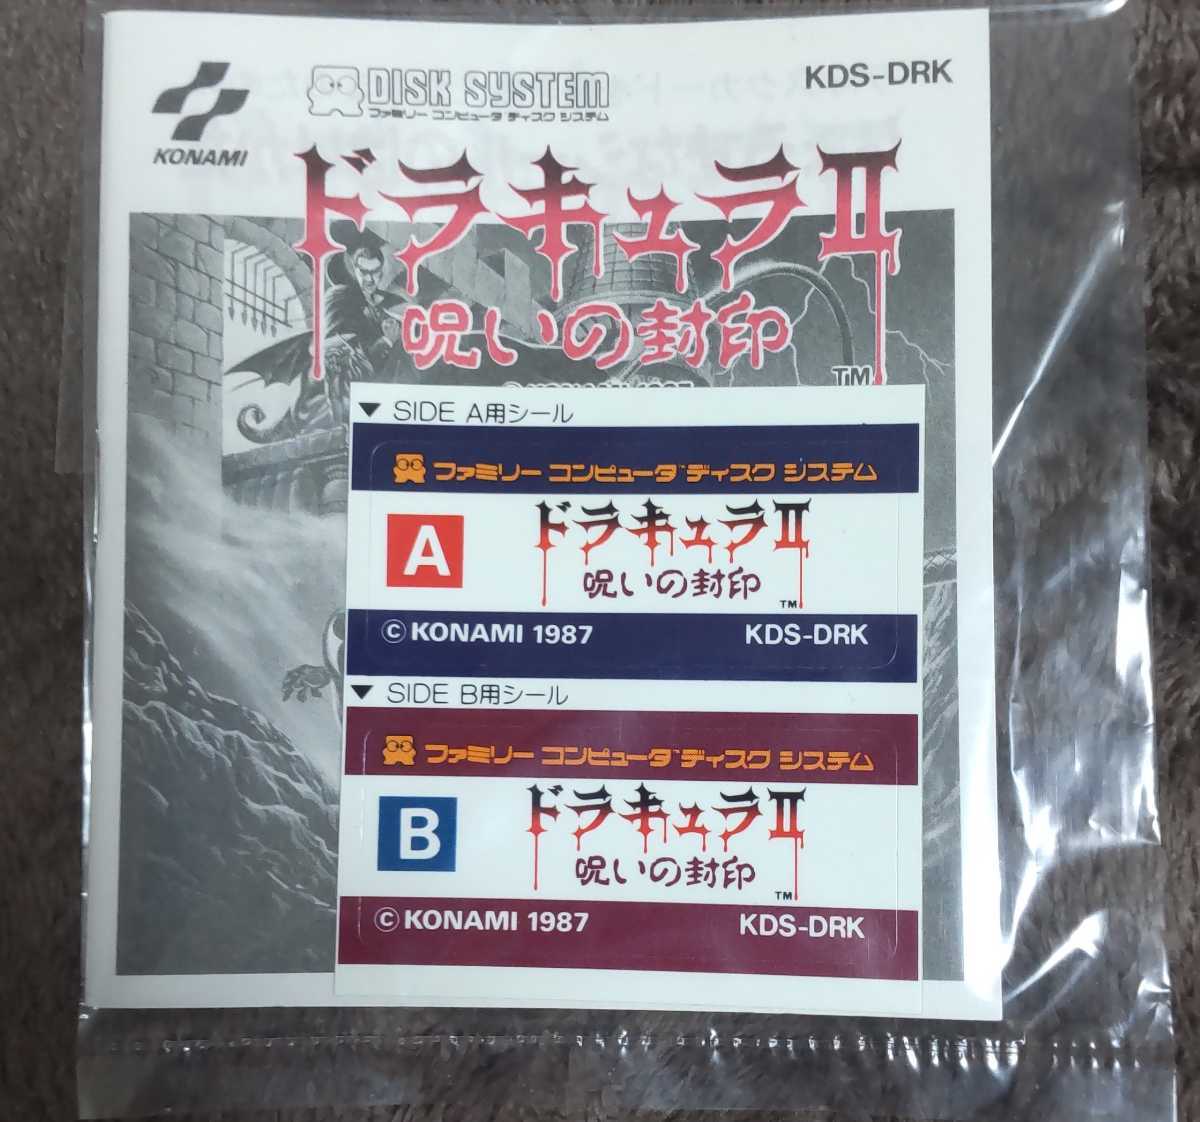 KONAMI
DISK SYSTEM
ファミリー コンピュータ ディスク システム
KDS-DRK
ドラキュラII
呪いの封印
TM
▼ SIDE A用シール
ファミリー コンピュータ™ ディスク システム
A
ドラキュラII
呪いの封印
TM
© KONAMI 1987
KDS-DRK
▼ SIDE B用シール
ファミリー コンピュータ™ ディスク システム
B
ドラキュラII
呪いの封印
TM
© KONAMI 1987
KDS-DRK